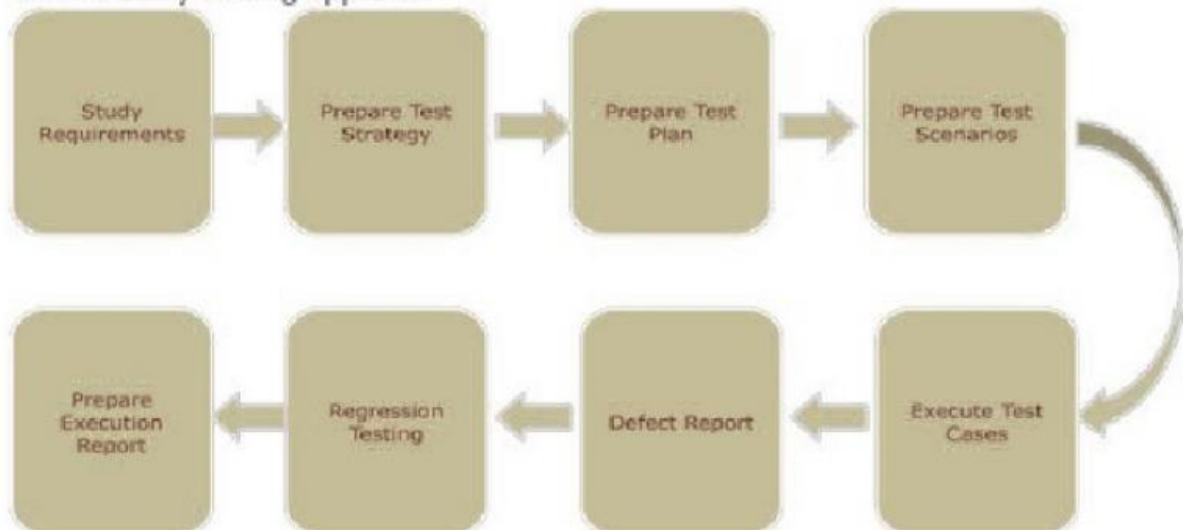 Study
Requirements
Prepare Test
Strategy
Prepare Test
Plan
Prepare Test
Scenarios
Execute Test
Cases
Defect Report
Regression
Testing
Prepare
Execution
Report